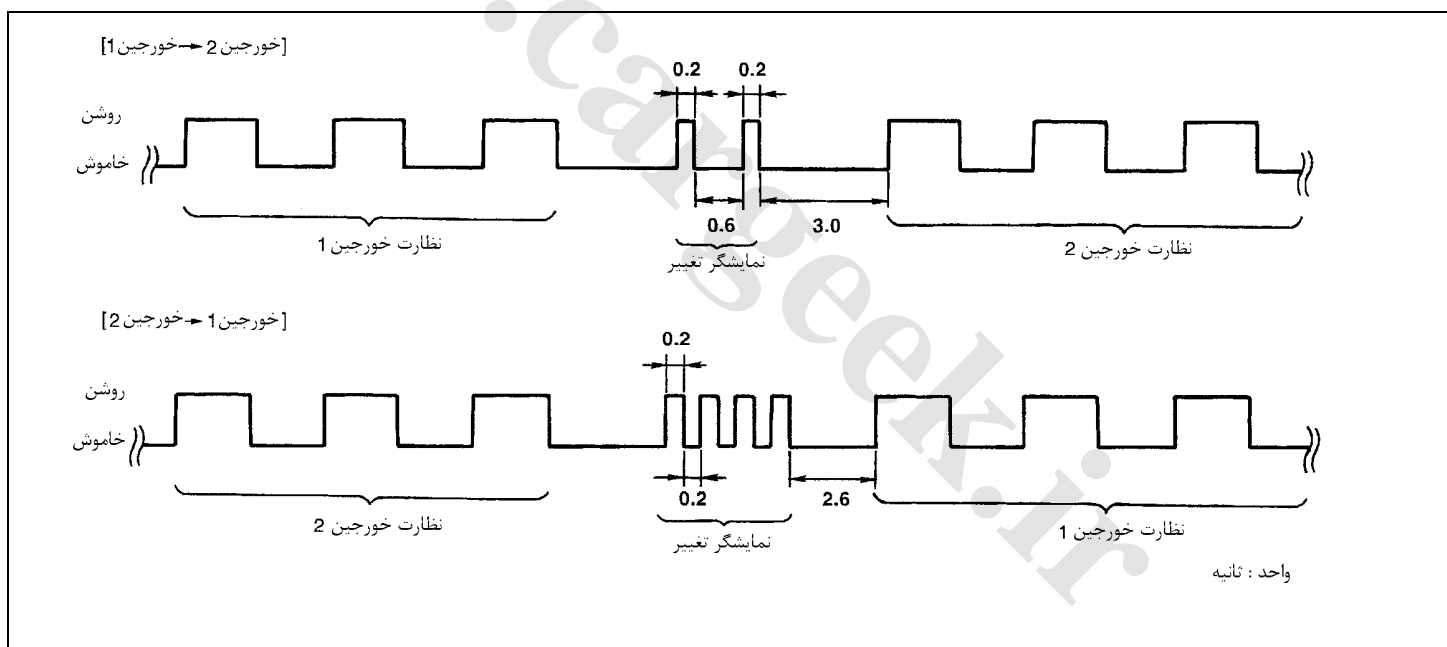 [خورجین 1→خورجین 2]
0.2 0.2
روشن
خاموش
0.6 3.0
نظارت خورجین 1
نمایشگر تغییر
نظارت خورجین 2
[خورجین 2→خورجین 1]
0.2
روشن
خاموش
0.2 2.6
نظارت خورجین 2
نمایشگر تغییر
نظارت خورجین 1
واحد : ثانیه
.cargeek.ir